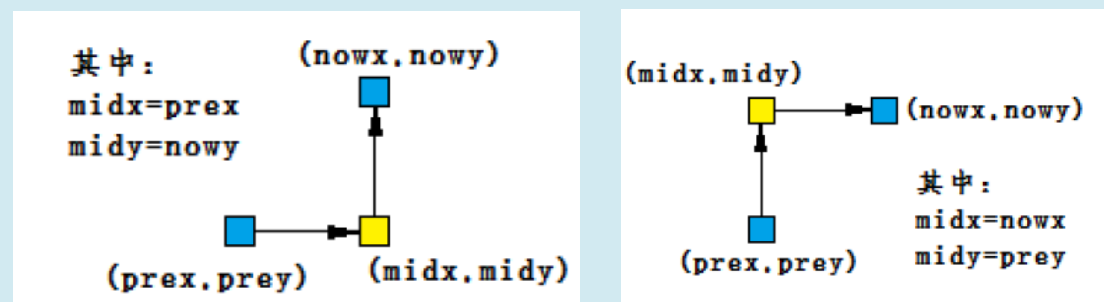 其中：
midx=prex
midy=nowy
(nowx,nowy)
(prex,prey)
(midx,midy)
(midx,midy)
(nowx,nowy)
(prex,prey)
其中：
midx=nowx
midy=prey